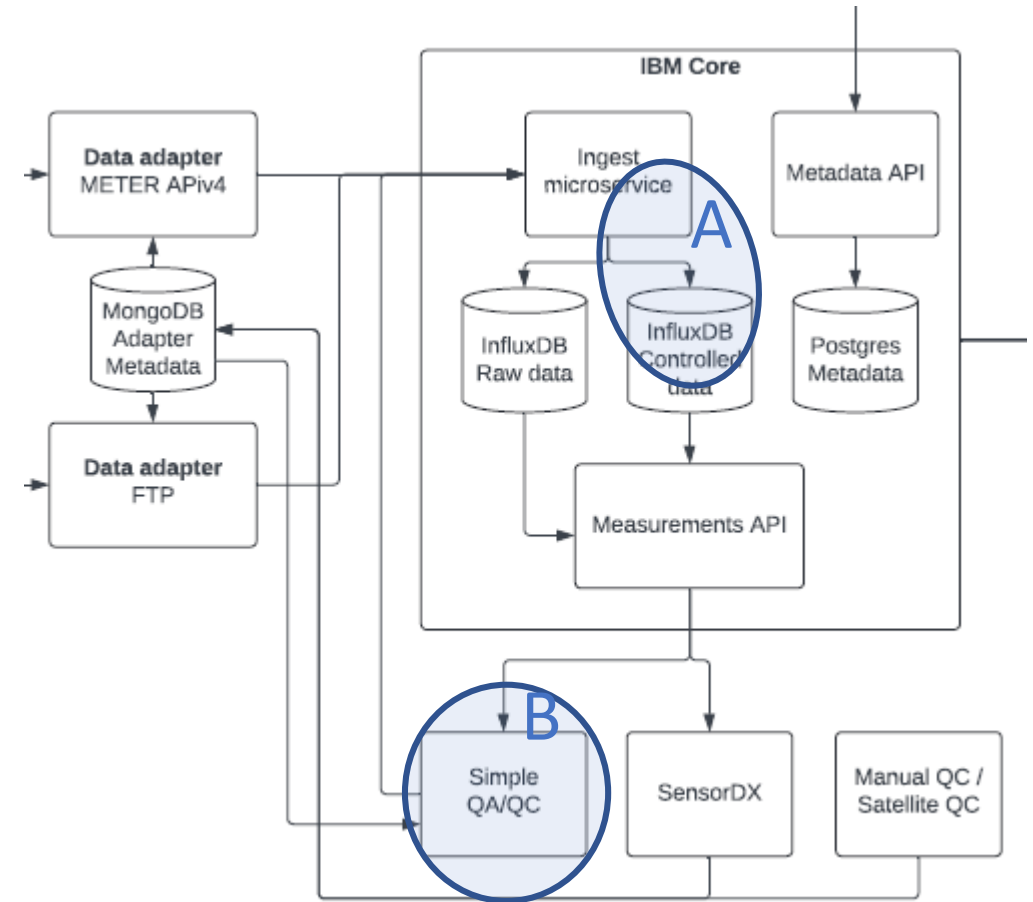 IBM Core
Data adapter
METER APiv4
Ingest
microservice
Metadata API
A
MongoDB
Adapter
Metadata
InfluxDB
Raw data
InfluxDB
Controlled
data
Postgres
Metadata
Data adapter
FTP
Measurements API
B
Simple
QA/QC
SensorDX
Manual QC /
Satellite QC